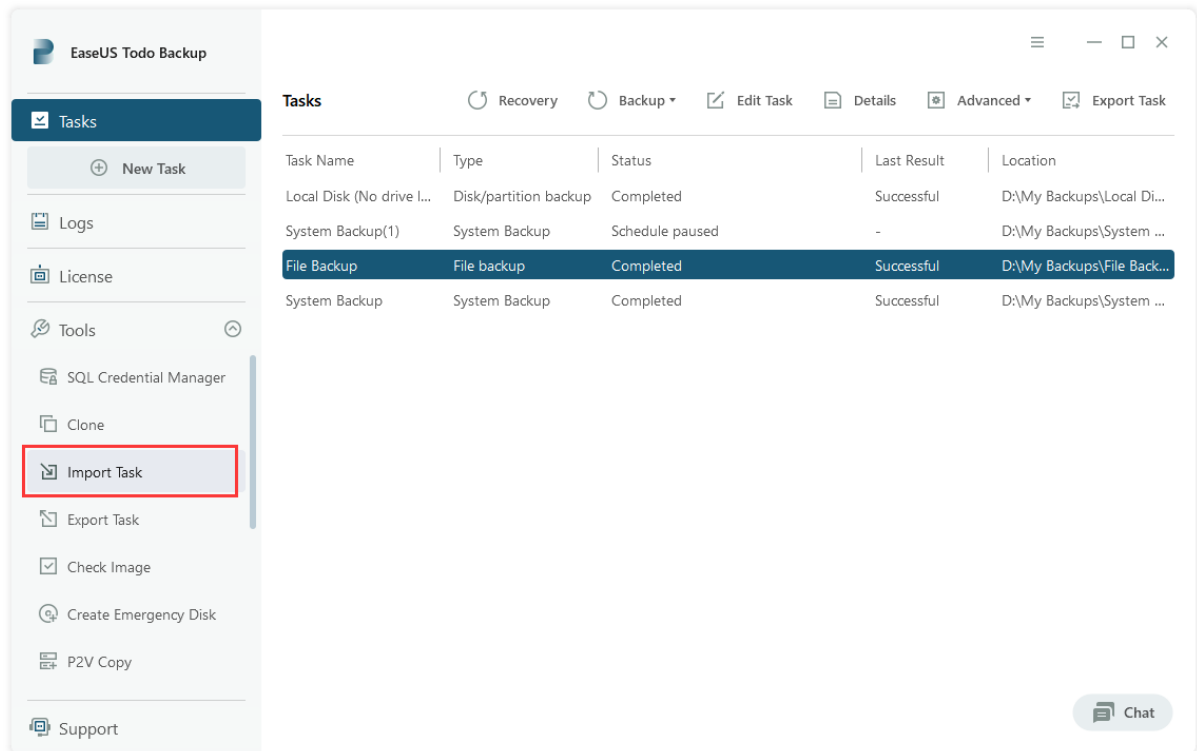 EaseUS Todo Backup
Tasks
New Task
Logs
License
Tools
SQL Credential Manager
Clone
Import Task
Export Task
Check Image
Create Emergency Disk
P2V Copy
Support
Tasks Recovery Backup Edit Task Details Advanced Export Task
Task Name Type Status Last Result Location
Local Disk (No drive l... Disk/partition backup Completed Successful D:\My Backups\Local Di...
System Backup(1) System Backup Schedule paused - D:\My Backups\System ...
File Backup File backup Completed Successful D:\My Backups\File Back...
System Backup System Backup Completed Successful D:\My Backups\System ...
Chat